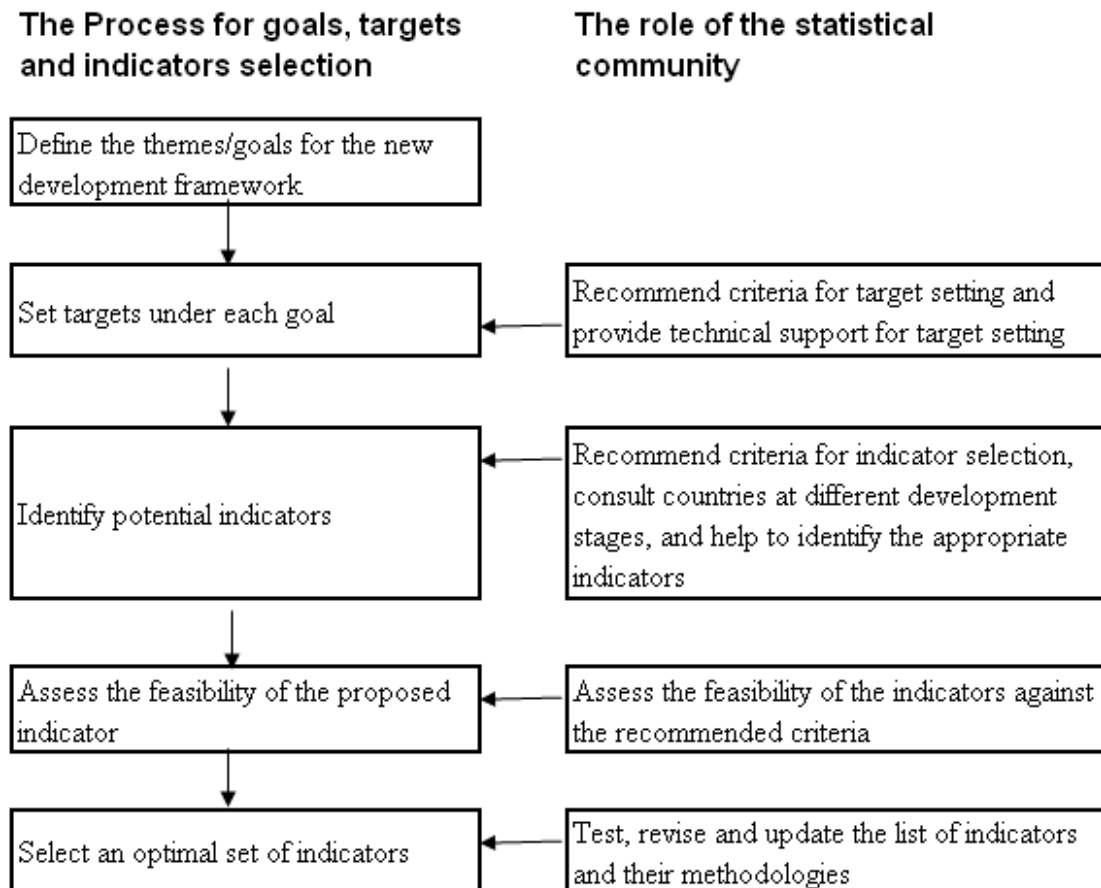 The Process for goals, targets
and indicators selection
The role of the statistical
community
Define the themes/goals for the new
development framework
Set targets under each goal
Recommend criteria for target setting and
provide technical support for target setting
Identify potential indicators
Recommend criteria for indicator selection,
consult countries at different development
stages, and help to identify the appropriate
indicators
Assess the feasibility of the proposed
indicator
Assess the feasibility of the indicators against
the recommended criteria
Select an optimal set of indicators
Test, revise and update the list of indicators
and their methodologies